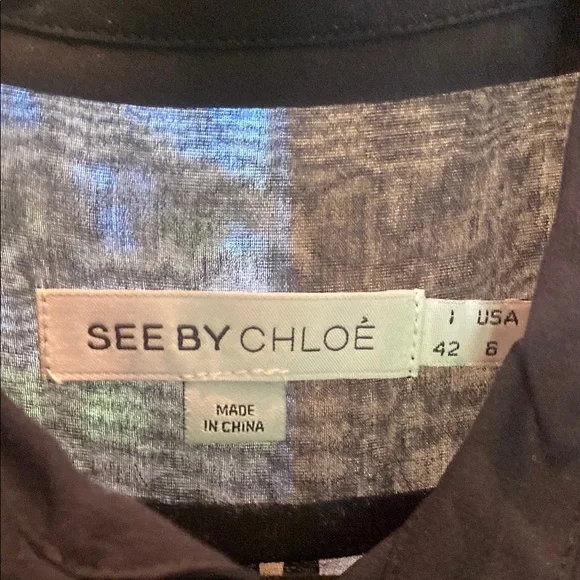 SEE BY CHLOÉ
I USA
42 6
MADE
IN CHINA